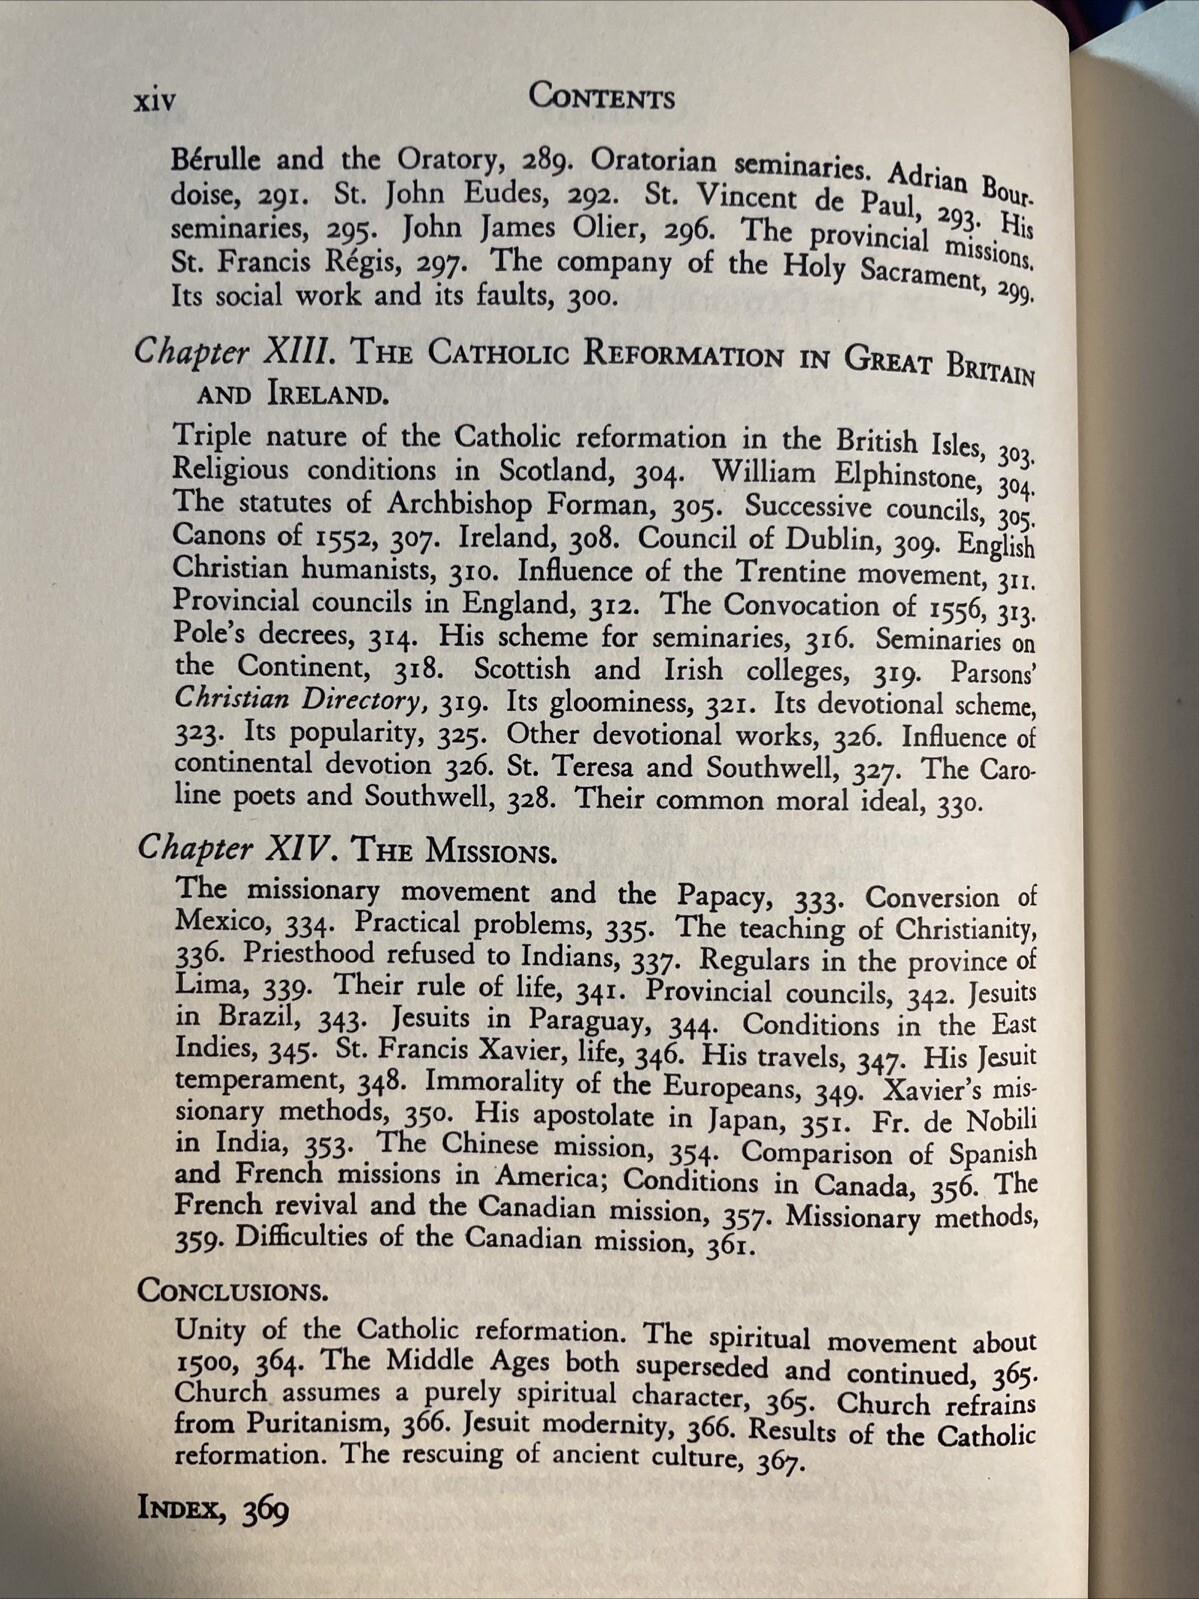 xiv CONTENTS
Bérulle and the Oratory, 289. Oratorian seminaries. Adrian Bour-
doise, 291. St. John Eudes, 292. St. Vincent de Paul, 293. His
seminaries, 295. John James Olier, 296. The provincial missions.
St. Francis Régis, 297. The company of the Holy Sacrament, 299.
Its social work and its faults, 300.
Chapter XIII. THE CATHOLIC REFORMATION IN GREAT BRITAIN
AND IRELAND.
Triple nature of the Catholic reformation in the British Isles, 303.
Religious conditions in Scotland, 304. William Elphinstone, 304.
The statutes of Archbishop Forman, 305. Successive councils, 305.
Canons of 1552, 307. Ireland, 308. Council of Dublin, 309. English
Christian humanists, 310. Influence of the Trentine movement, 311.
Provincial councils in England, 312. The Convocation of 1556, 313.
Pole's decrees, 314. His scheme for seminaries, 316. Seminaries on
the Continent, 318. Scottish and Irish colleges, 319. Parsons'
Christian Directory, 319. Its gloominess, 321. Its devotional scheme,
323. Its popularity, 325. Other devotional works, 326. Influence of
continental devotion 326. St. Teresa and Southwell, 327. The Caro-
line poets and Southwell, 328. Their common moral ideal, 330.
Chapter XIV. THE MISSIONS.
The missionary movement and the Papacy, 333. Conversion of
Mexico, 334. Practical problems, 335. The teaching of Christianity,
336. Priesthood refused to Indians, 337. Regulars in the province of
Lima, 339. Their rule of life, 341. Provincial councils, 342. Jesuits
in Brazil, 343. Jesuits in Paraguay, 344. Conditions in the East
Indies, 345. St. Francis Xavier, life, 346. His travels, 347. His Jesuit
temperament, 348. Immorality of the Europeans, 349. Xavier's mis-
sionary methods, 350. His apostolate in Japan, 351. Fr. de Nobili
in India, 353. The Chinese mission, 354. Comparison of Spanish
and French missions in America; Conditions in Canada, 356. The
French revival and the Canadian mission, 357. Missionary methods,
359. Difficulties of the Canadian mission, 361.
CONCLUSIONS.
Unity of the Catholic reformation. The spiritual movement about
1500, 364. The Middle Ages both superseded and continued, 365.
Church assumes a purely spiritual character, 365. Church refrains
from Puritanism, 366. Jesuit modernity, 366. Results of the Catholic
reformation. The rescuing of ancient culture, 367.
INDEX, 369